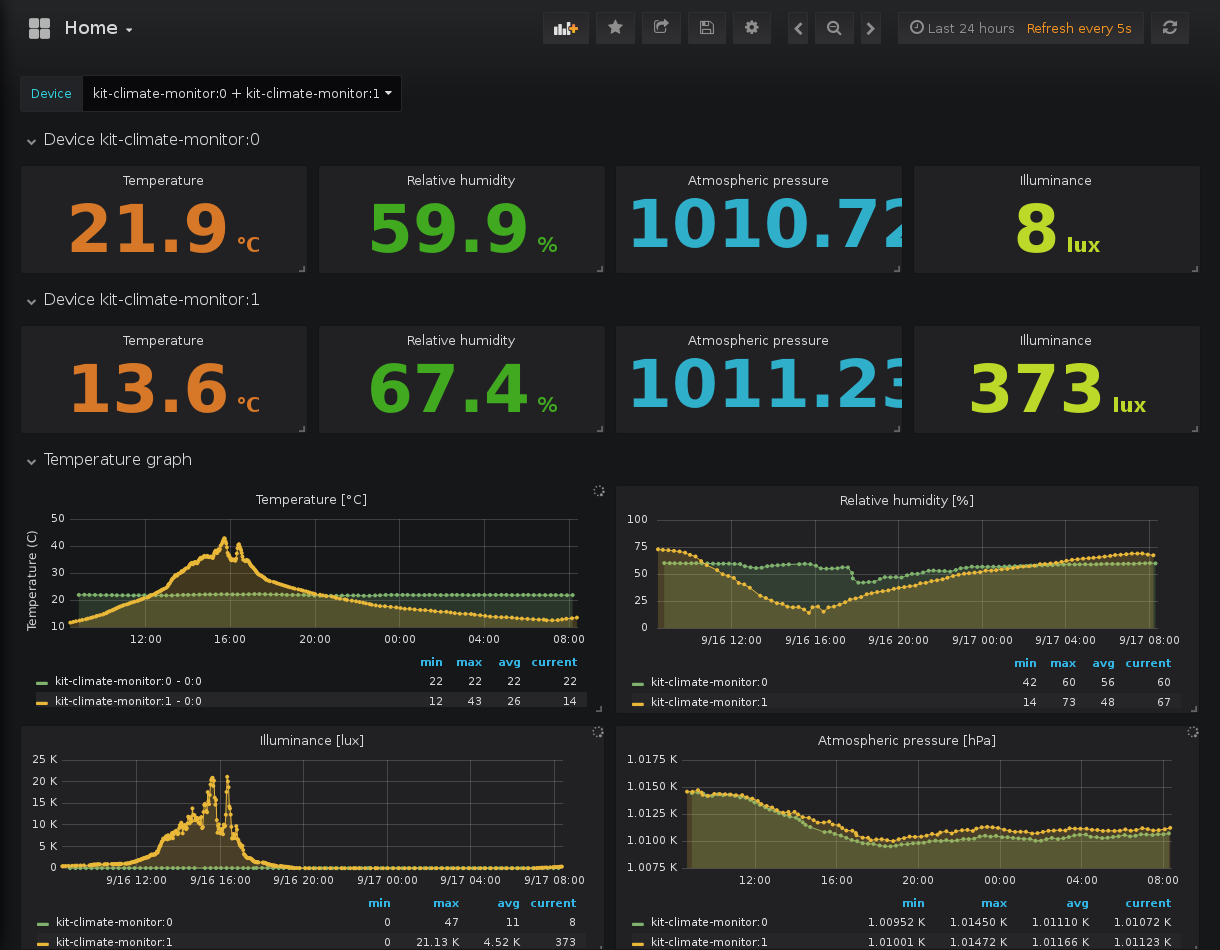 Home
Last 24 hours Refresh every 5s
Device kit-climate-monitor:0 + kit-climate-monitor:1
Device kit-climate-monitor:0
Temperature Relative humidity Atmospheric pressure Illuminance
21.9 °C 59.9 % 1010.72 8 lux
Device kit-climate-monitor:1
Temperature Relative humidity Atmospheric pressure Illuminance
13.6 °C 67.4 % 1011.23 373 lux
Temperature graph
Temperature [°C]
Temperature (C)
50
40
30
20
10
12:00 16:00 20:00 00:00 04:00 08:00
min max avg current
kit-climate-monitor:0 - 0:0 22 22 22 22
kit-climate-monitor:1 - 0:0 12 43 26 14
Relative humidity [%]
100
75
50
25
0
9/16 12:00 9/16 16:00 9/16 20:00 9/17 00:00 9/17 04:00 9/17 08:00
min max avg current
kit-climate-monitor:0 42 60 56 60
kit-climate-monitor:1 14 73 48 67
Illuminance [lux]
25 K
20 K
15 K
10 K
5 K
0
9/16 12:00 9/16 16:00 9/16 20:00 9/17 00:00 9/17 04:00 9/17 08:00
min max avg current
kit-climate-monitor:0 0 47 11 8
kit-climate-monitor:1 0 21.13 K 4.52 K 373
Atmospheric pressure [hPa]
1.0175 K
1.0150 K
1.0125 K
1.0100 K
1.0075 K
12:00 16:00 20:00 00:00 04:00 08:00
min max avg current
kit-climate-monitor:0 1.00952 K 1.01450 K 1.01110 K 1.01072 K
kit-climate-monitor:1 1.01001 K 1.01472 K 1.01166 K 1.01123 K